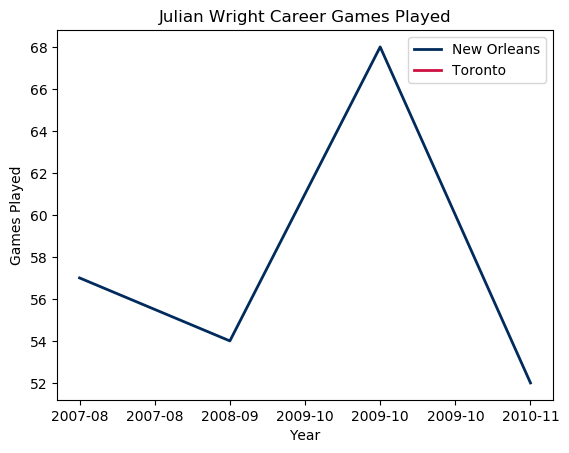 Julian Wright Career Games Played
New Orleans
Toronto
68
66
64
62
60
58
56
54
52
Games Played
2007-08 2007-08 2008-09 2009-10 2009-10 2009-10 2010-11
Year